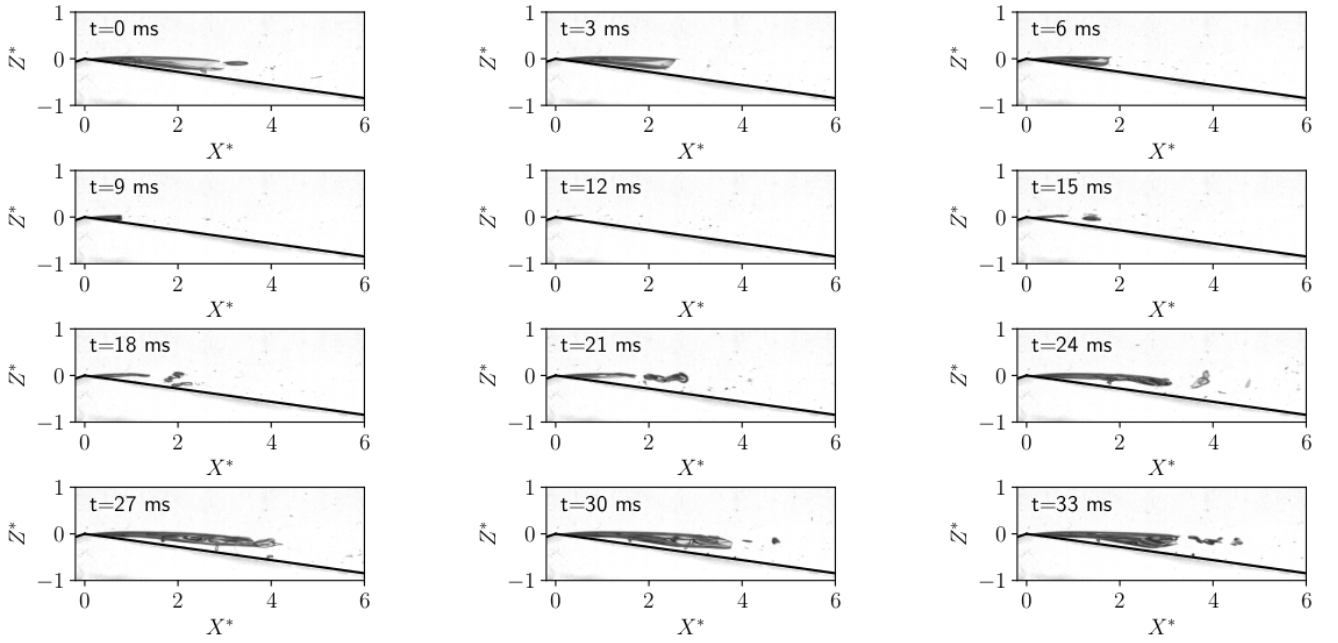 t=0 ms
t=3 ms
t=6 ms
1 1 1
Z* 0 Z* 0 Z* 0
−1 −1 −1
0 2 4 6 0 2 4 6 0 2 4 6
X* X* X*
t=9 ms
t=12 ms
t=15 ms
1 1 1
Z* 0 Z* 0 Z* 0
−1 −1 −1
0 2 4 6 0 2 4 6 0 2 4 6
X* X* X*
t=18 ms
t=21 ms
t=24 ms
1 1 1
Z* 0 Z* 0 Z* 0
−1 −1 −1
0 2 4 6 0 2 4 6 0 2 4 6
X* X* X*
t=27 ms
t=30 ms
t=33 ms
1 1 1
Z* 0 Z* 0 Z* 0
−1 −1 −1
0 2 4 6 0 2 4 6 0 2 4 6
X* X* X*